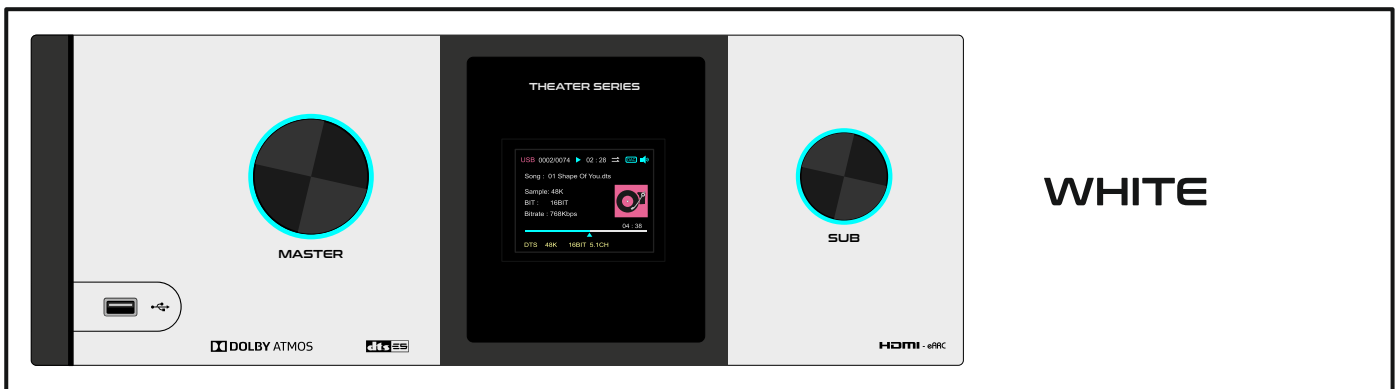 THEATER SERIES
USB 0002/0074 02 : 28
Song : 01 Shape Of You.dts
Sample: 48K
BIT : 16BIT
Bitrate : 768Kbps
04 : 38
DTS 48K 16BIT 5.1CH
MASTER
SUB
WHITE
DOLBY ATMOS
dts ES
HDMI - eARC